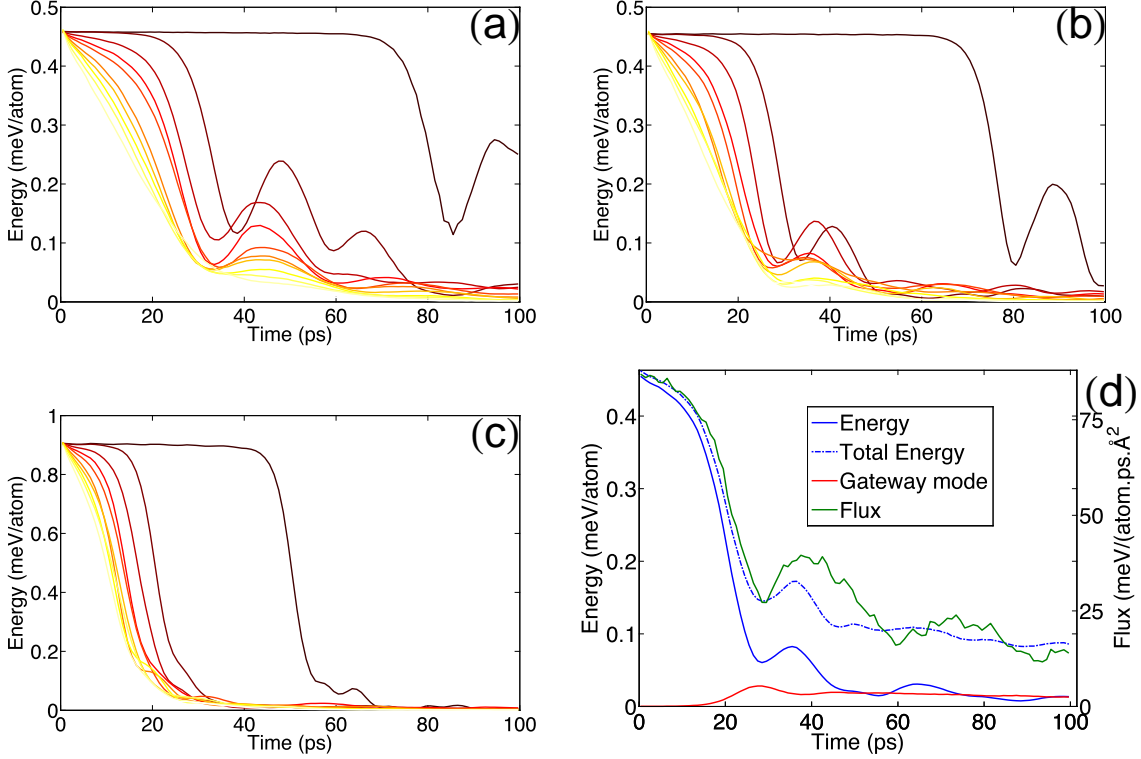 (a)
0.5
0.4
0.3
0.2
0.1
0
Energy (meV/atom)
0 20 40 60 80 100
Time (ps)
(b)
0.5
0.4
0.3
0.2
0.1
0
Energy (meV/atom)
0 20 40 60 80 100
Time (ps)
(c)
1
0.8
0.6
0.4
0.2
0
Energy (meV/atom)
0 20 40 60 80 100
Time (ps)
(d)
0.4
0.3
0.2
0.1
0
Energy (meV/atom)
Energy
Total Energy
Gateway mode
Flux
75
50
25
0
Flux (meV/(atom.ps.Å²)
0 20 40 60 80 100
Time (ps)